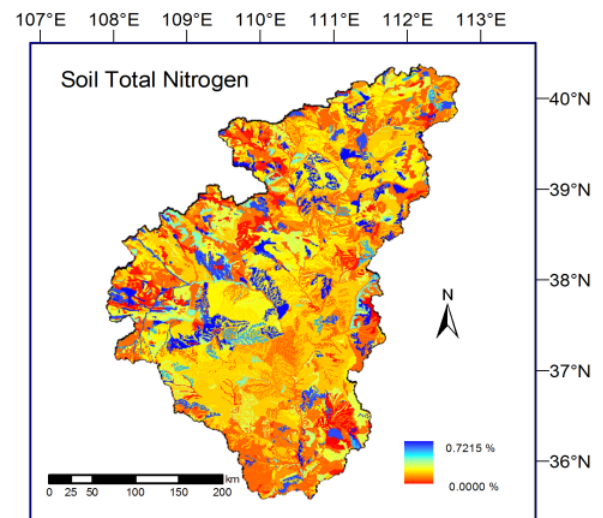 107°E 108°E 109°E 110°E 111°E 112°E 113°E
Soil Total Nitrogen
40°N
39°N
38°N
N
37°N
36°N
0.7215 %
0.0000 %
km
0 25 50 100 150 200